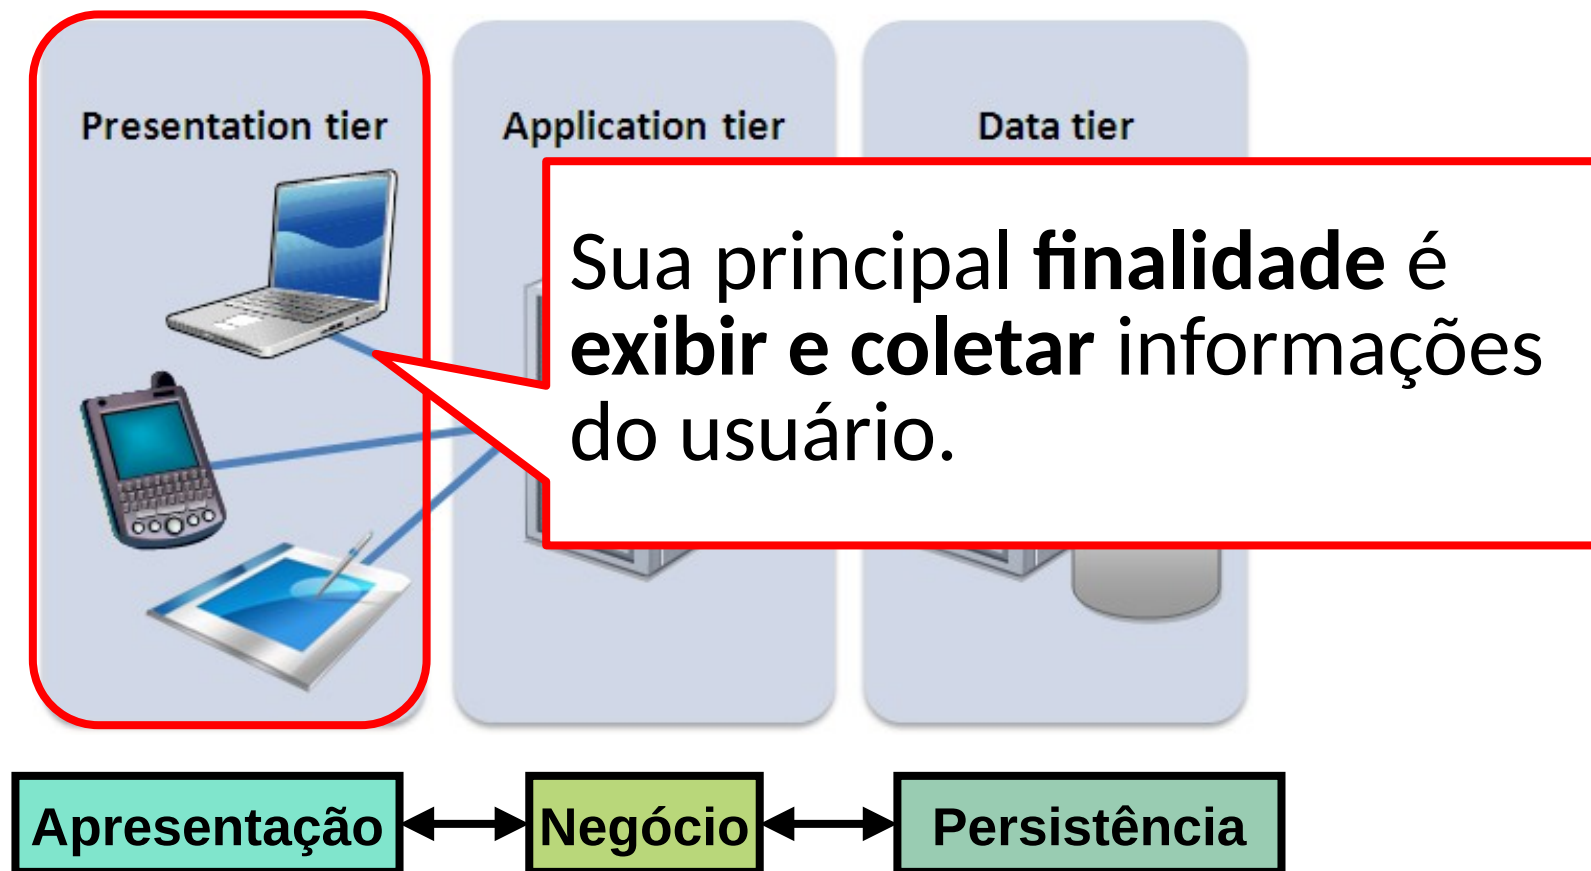 Presentation tier
Application tier
Data tier
Sua principal finalidade é
exibir e coletar informações
do usuário.
Apresentação
Negócio
Persistência